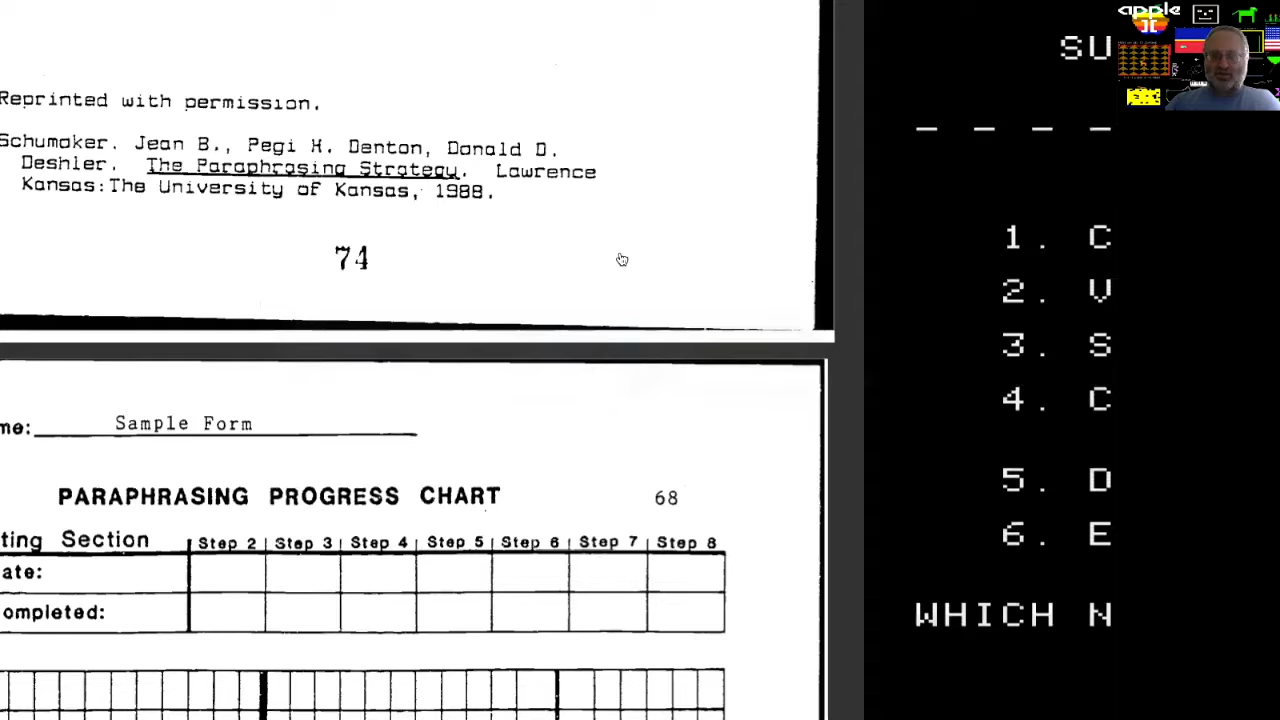 Reprinted with permission.
Schumaker, Jean B., Pegi H. Denton, Donald D.
Deshler. The Paraphrasing Strategy. Lawrence
Kansas:The University of Kansas, 1988.
74
me: Sample Form
PARAPHRASING PROGRESS CHART 68
ting Section Step 2 Step 3 Step 4 Step 5 Step 6 Step 7 Step 8
ate:
ompleted:
apple
][
SU
- - - -
1. C
2. V
3. S
4. C
5. D
6. E
WHICH N